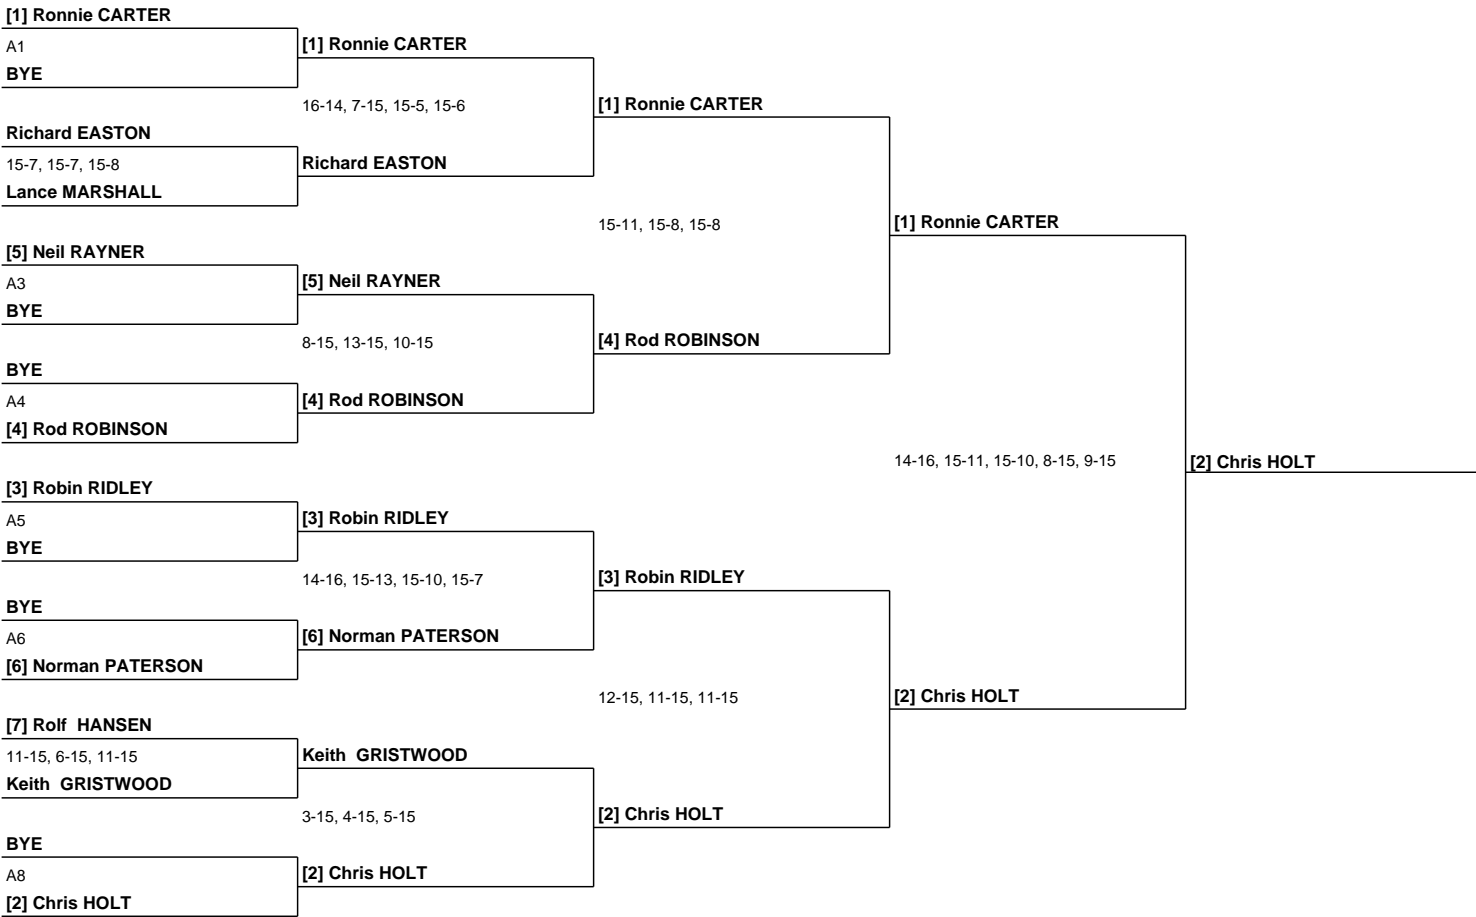 [1] Ronnie CARTER
A1
BYE
Richard EASTON
15-7, 15-7, 15-8
Lance MARSHALL
[5] Neil RAYNER
A3
BYE
BYE
A4
[4] Rod ROBINSON
[3] Robin RIDLEY
A5
BYE
BYE
A6
[6] Norman PATERSON
[7] Rolf  HANSEN
11-15, 6-15, 11-15
Keith  GRISTWOOD
BYE
A8
[2] Chris HOLT
[1] Ronnie CARTER
16-14, 7-15, 15-5, 15-6
Richard EASTON
[5] Neil RAYNER
8-15, 13-15, 10-15
[4] Rod ROBINSON
[3] Robin RIDLEY
14-16, 15-13, 15-10, 15-7
[6] Norman PATERSON
Keith  GRISTWOOD
3-15, 4-15, 5-15
[2] Chris HOLT
[1] Ronnie CARTER
15-11, 15-8, 15-8
[4] Rod ROBINSON
[3] Robin RIDLEY
12-15, 11-15, 11-15
[2] Chris HOLT
[1] Ronnie CARTER
14-16, 15-11, 15-10, 8-15, 9-15
[2] Chris HOLT
[2] Chris HOLT